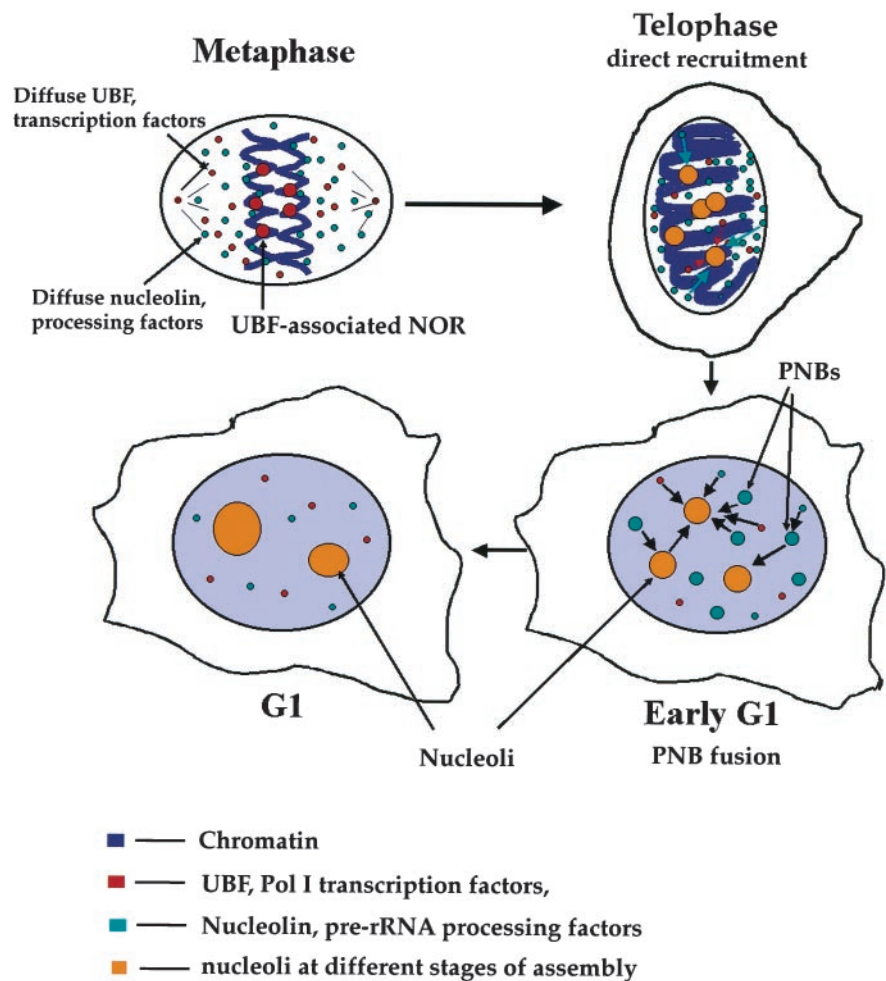 Metaphase
Telophase
direct recruitment
Diffuse UBF,
transcription factors
Diffuse nucleolin,
processing factors
UBF-associated NOR
PNBs
G1
Early G1
Nucleoli
PNB fusion
Chromatin
UBF, Pol I transcription factors,
Nucleolin, pre-rRNA processing factors
nucleoli at different stages of assembly